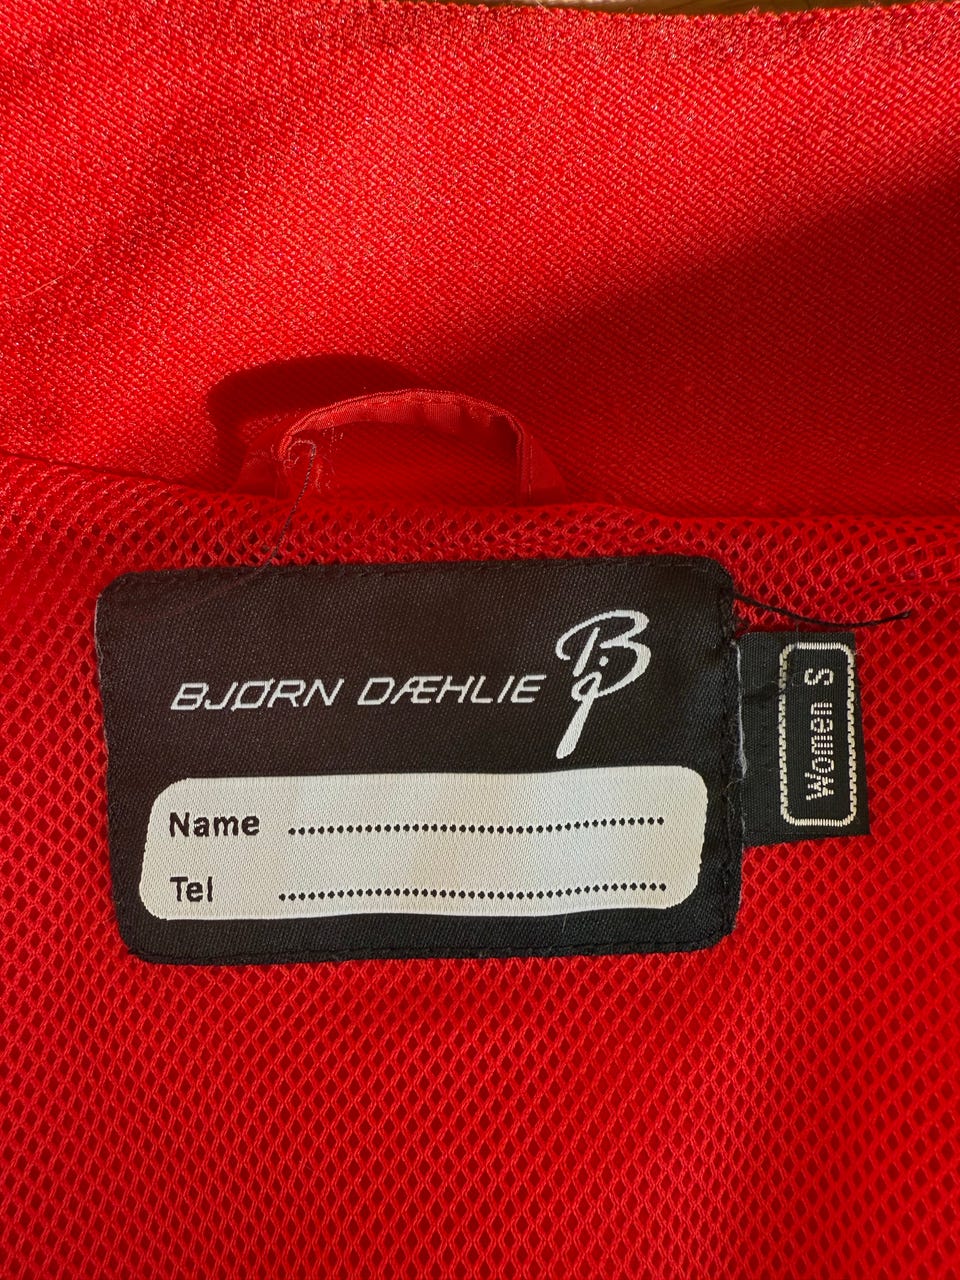 BJØRN DÆHLIE
Name ........................................
Tel ........................................
Women S